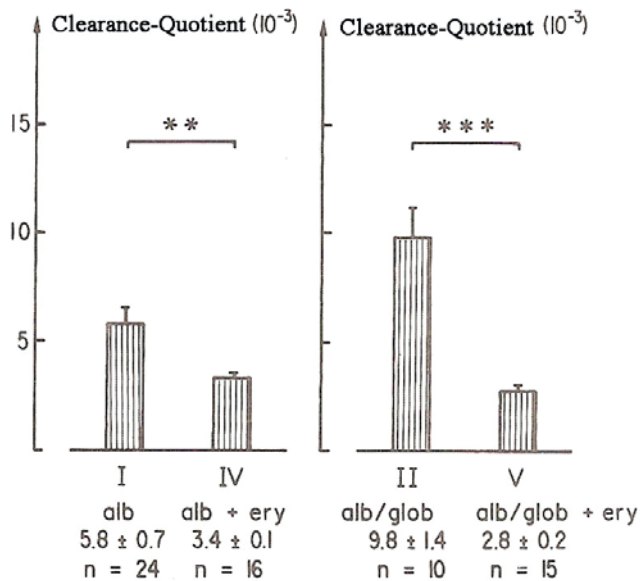 Clearance-Quotient (10⁻³)
15
10
5
**
I
IV
alb
alb + ery
5.8 ± 0.7
3.4 ± 0.1
n = 24
n = 16
Clearance-Quotient (10⁻³)
***
II
V
alb/glob
alb/glob + ery
9.8 ± 1.4
2.8 ± 0.2
n = 10
n = 15